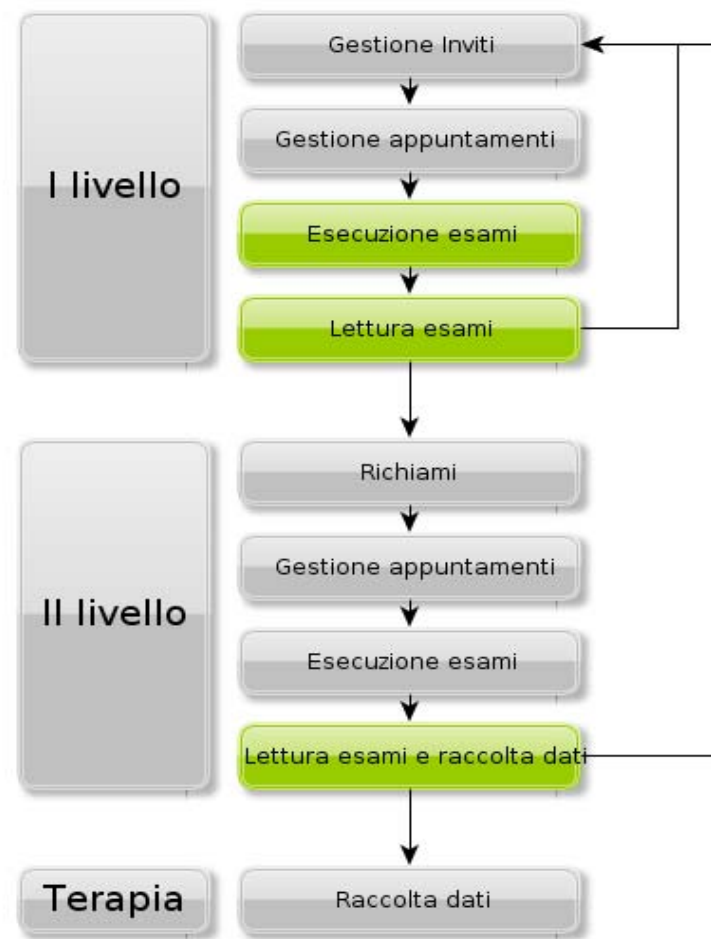 I livello
Gestione Inviti
Gestione appuntamenti
Esecuzione esami
Lettura esami
II livello
Richiami
Gestione appuntamenti
Esecuzione esami
Lettura esami e raccolta dati
Terapia
Raccolta dati